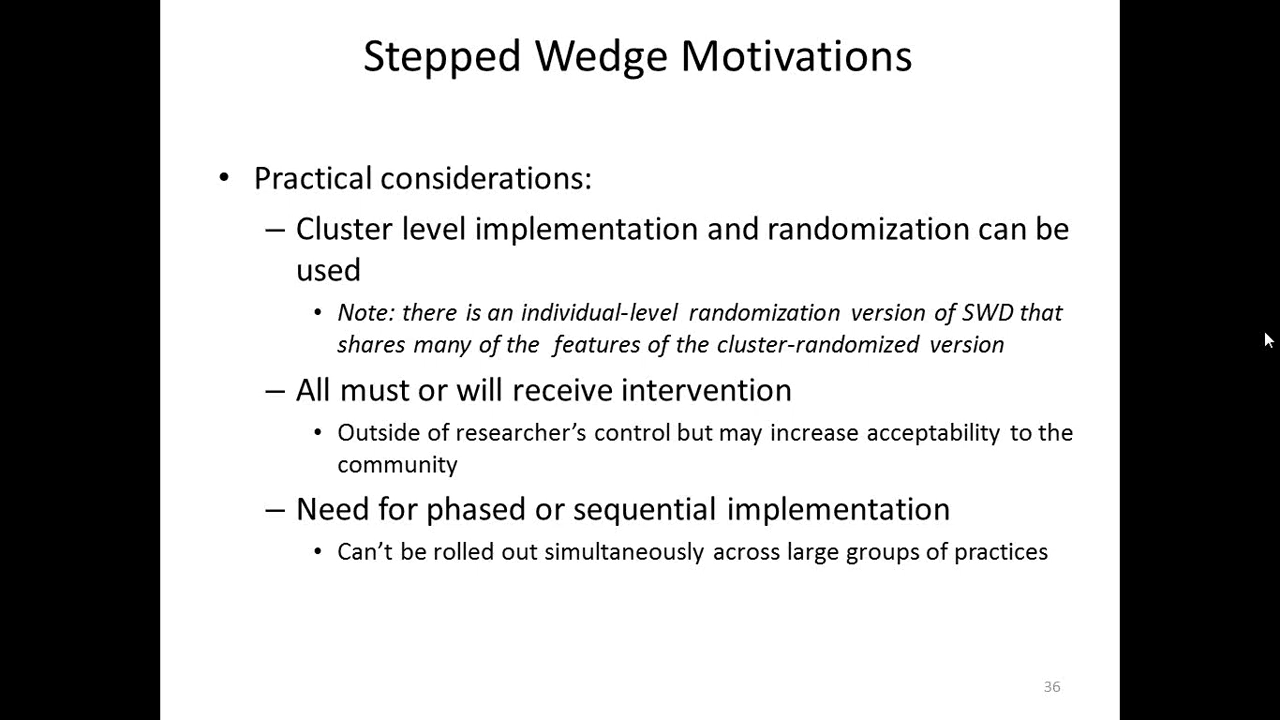 Stepped Wedge Motivations
• Practical considerations:
– Cluster level implementation and randomization can be
used
• Note: there is an individual-level randomization version of SWD that
shares many of the features of the cluster-randomized version
– All must or will receive intervention
• Outside of researcher’s control but may increase acceptability to the
community
– Need for phased or sequential implementation
• Can’t be rolled out simultaneously across large groups of practices
36